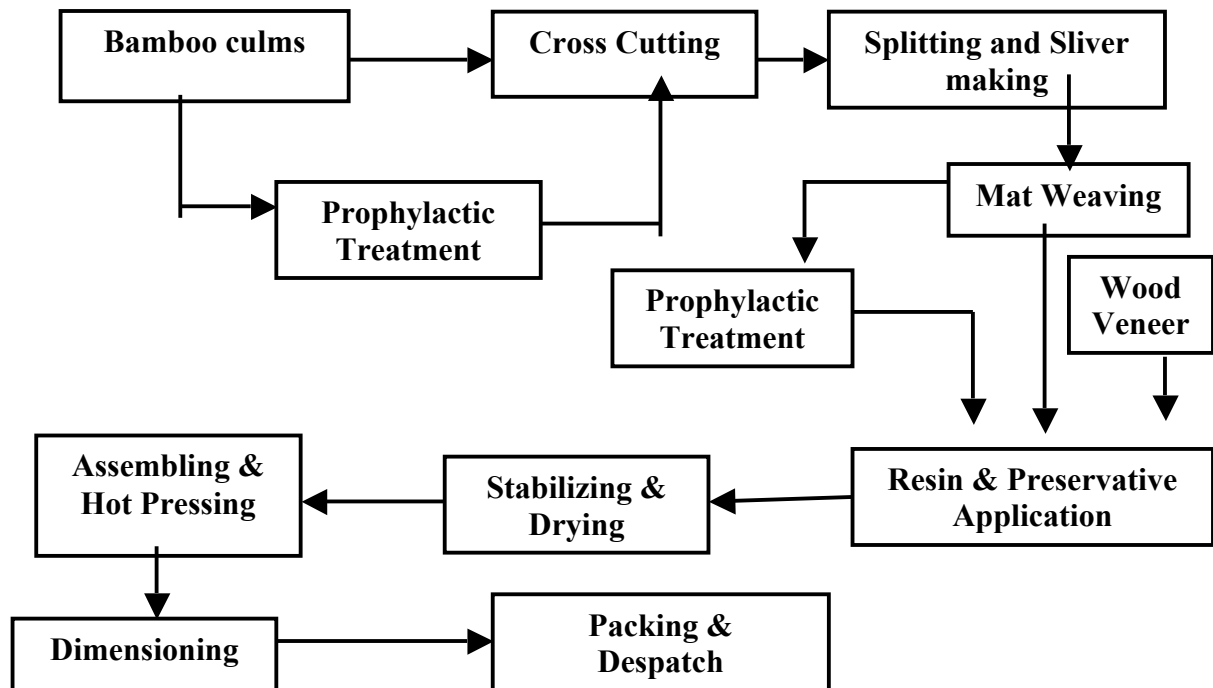 Bamboo culms
Cross Cutting
Splitting and Sliver
making
Prophylactic
Treatment
Mat Weaving
Prophylactic
Treatment
Wood
Veneer
Assembling &
Hot Pressing
Stabilizing &
Drying
Resin & Preservative
Application
Dimensioning
Packing &
Despatch